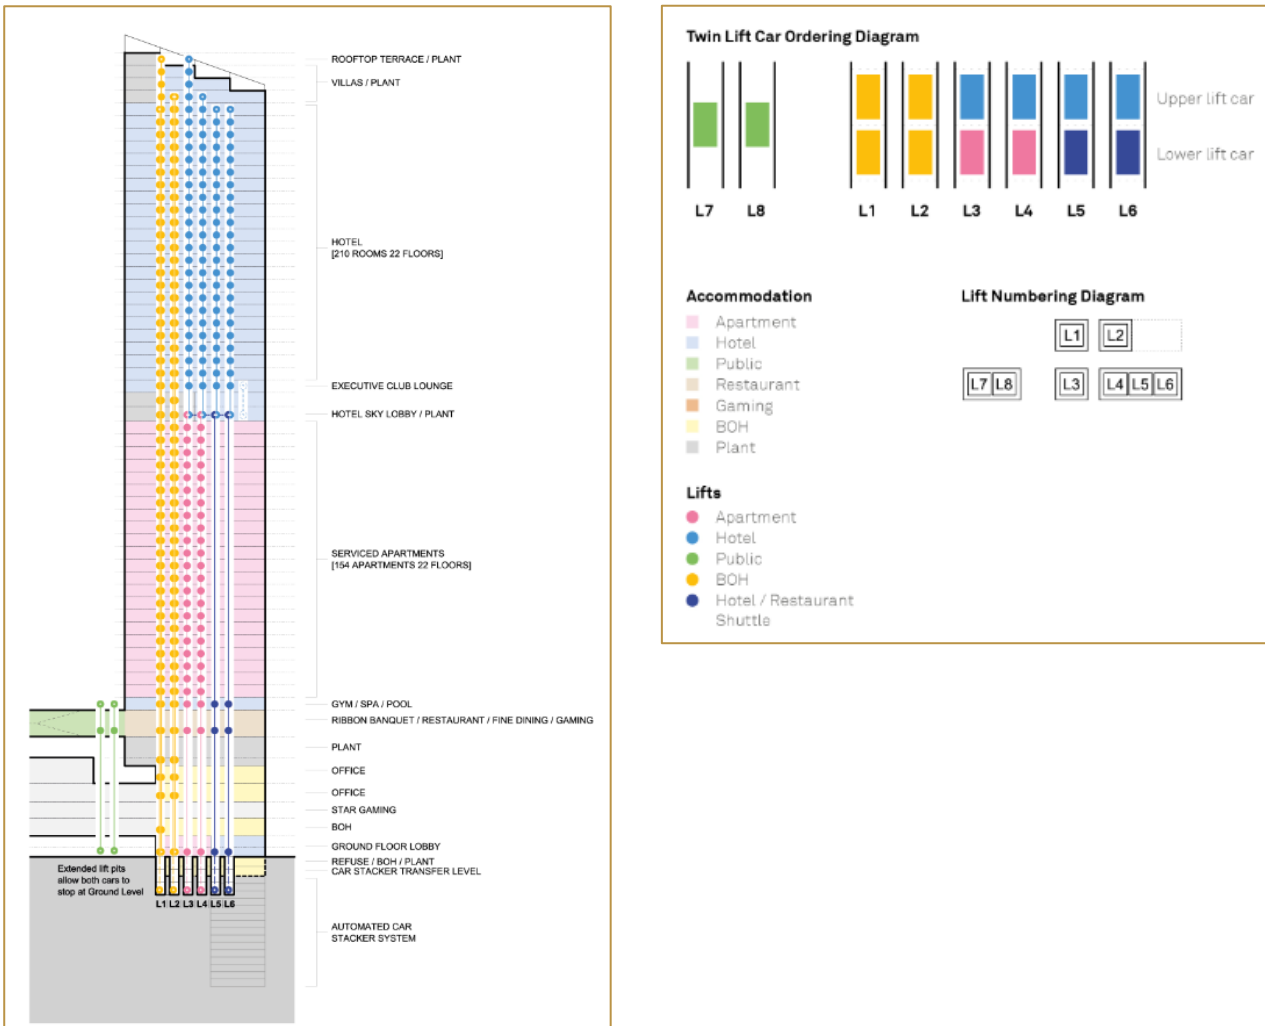 ROOFTOP TERRACE / PLANT
VILLAS / PLANT
HOTEL
[210 ROOMS 22 FLOORS]
EXECUTIVE CLUB LOUNGE
HOTEL SKY LOBBY / PLANT
SERVICED APARTMENTS
[154 APARTMENTS 22 FLOORS]
GYM / SPA / POOL
RIBBON BANQUET / RESTAURANT / FINE DINING / GAMING
PLANT
OFFICE
OFFICE
STAR GAMING
BOH
GROUND FLOOR LOBBY
REFUSE / BOH / PLANT
CAR STACKER TRANSFER LEVEL
Extended lift pits
allow both cars to
stop at Ground Level
L1 L2 L3 L4 L5 L6
AUTOMATED CAR
STACKER SYSTEM
Twin Lift Car Ordering Diagram
Upper lift car
Lower lift car
L7 L8 L1 L2 L3 L4 L5 L6
Accommodation
Apartment
Hotel
Public
Restaurant
Gaming
BOH
Plant
Lift Numbering Diagram
L1 L2
L7 L8 L3 L4 L5 L6
Lifts
Apartment
Hotel
Public
BOH
Hotel / Restaurant
Shuttle